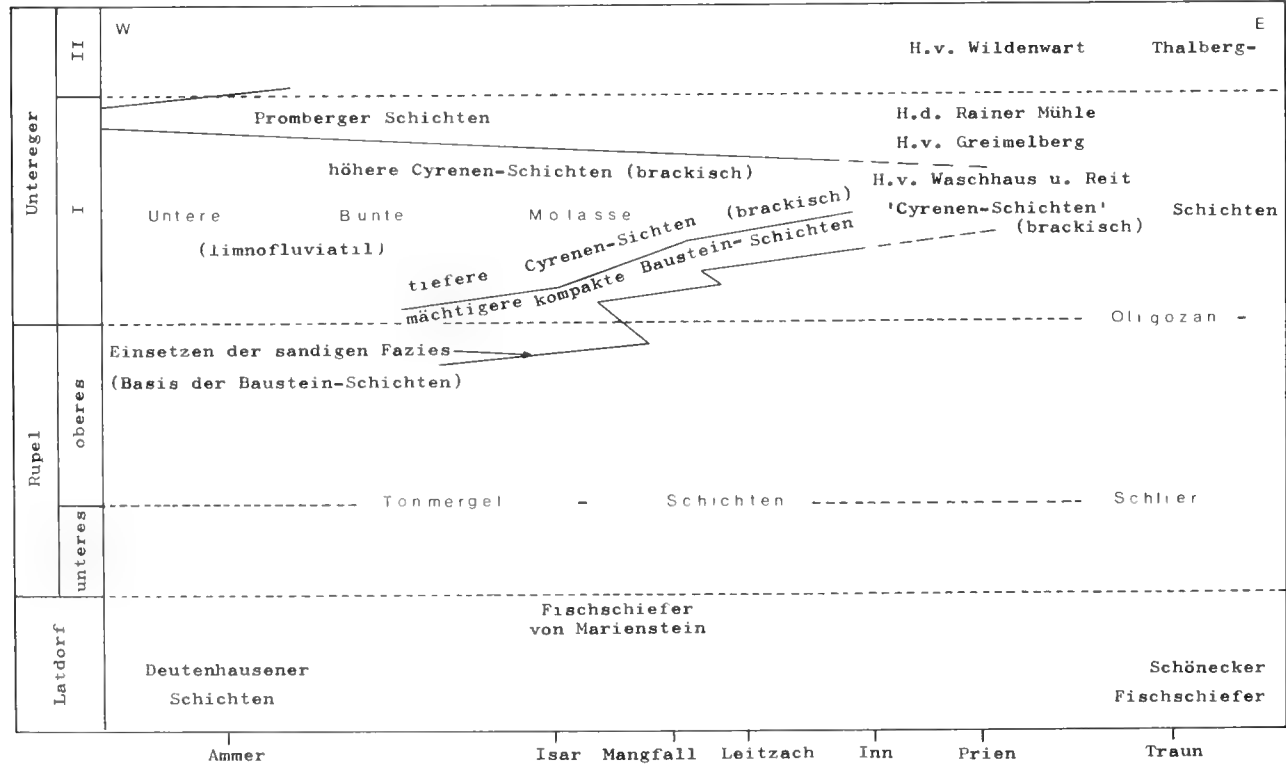 W
E
II
H.v. Wildenwart
Thalberg-
Untereger
Promberger Schichten
H.d. Rainer Mühle
H.v. Greimelberg
höhere Cyrenen-Schichten (brackisch)
H.v. Waschhaus u. Reit
I
Untere Bunte Molasse
'Cyrenen-Schichten'
Schichten
(limnofluviatil)
(brackisch)
tiefere Cyrenen-Sichten (brackisch)
mächtigere kompakte Baustein-Schichten
Oligozan -
Einsetzen der sandigen Fazies
(Basis der Baustein-Schichten)
oberes
Rupel
Tonmergel - Schichten
Schlier
unteres
Fischschiefer
von Marienstein
Latdorf
Deutenhausener
Schichten
Schönecker
Fischschiefer
Ammer Isar Mangfall Leitzach Inn Prien Traun